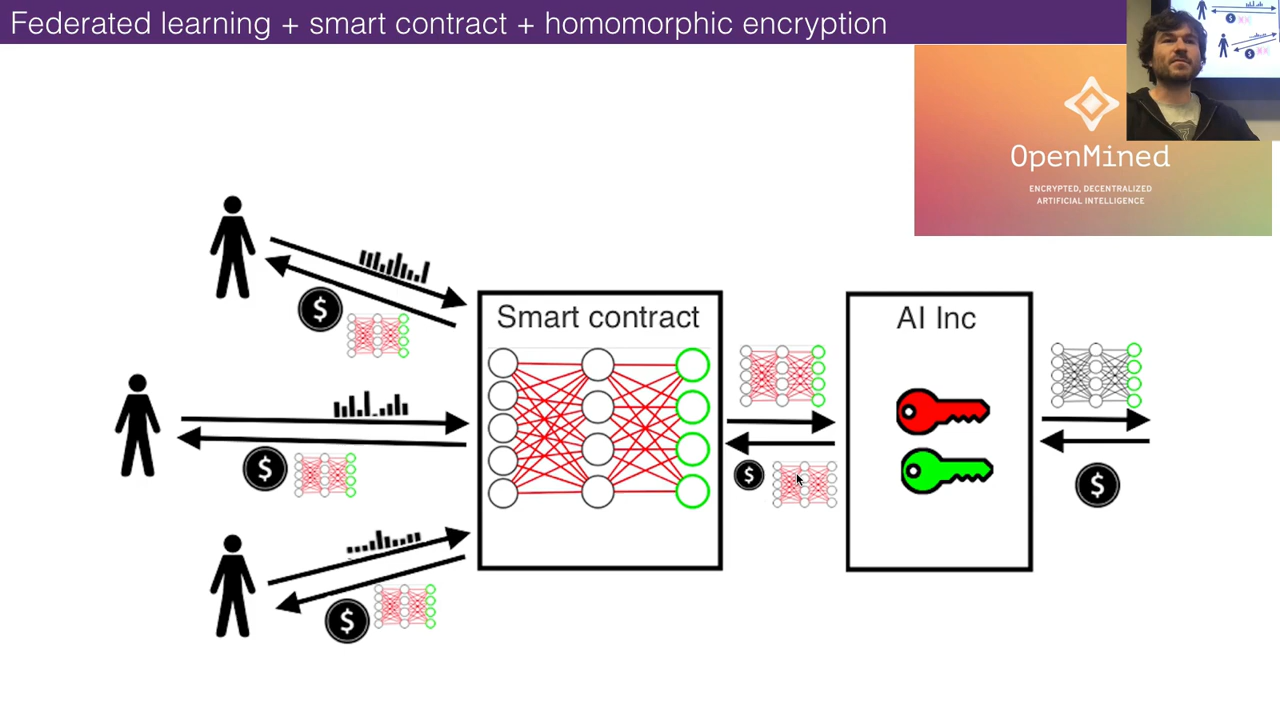 Federated learning + smart contract + homomorphic encryption
OpenMined
ENCRYPTED, DECENTRALIZED
ARTIFICIAL INTELLIGENCE
Smart contract
AI Inc
$
$
$
$
$